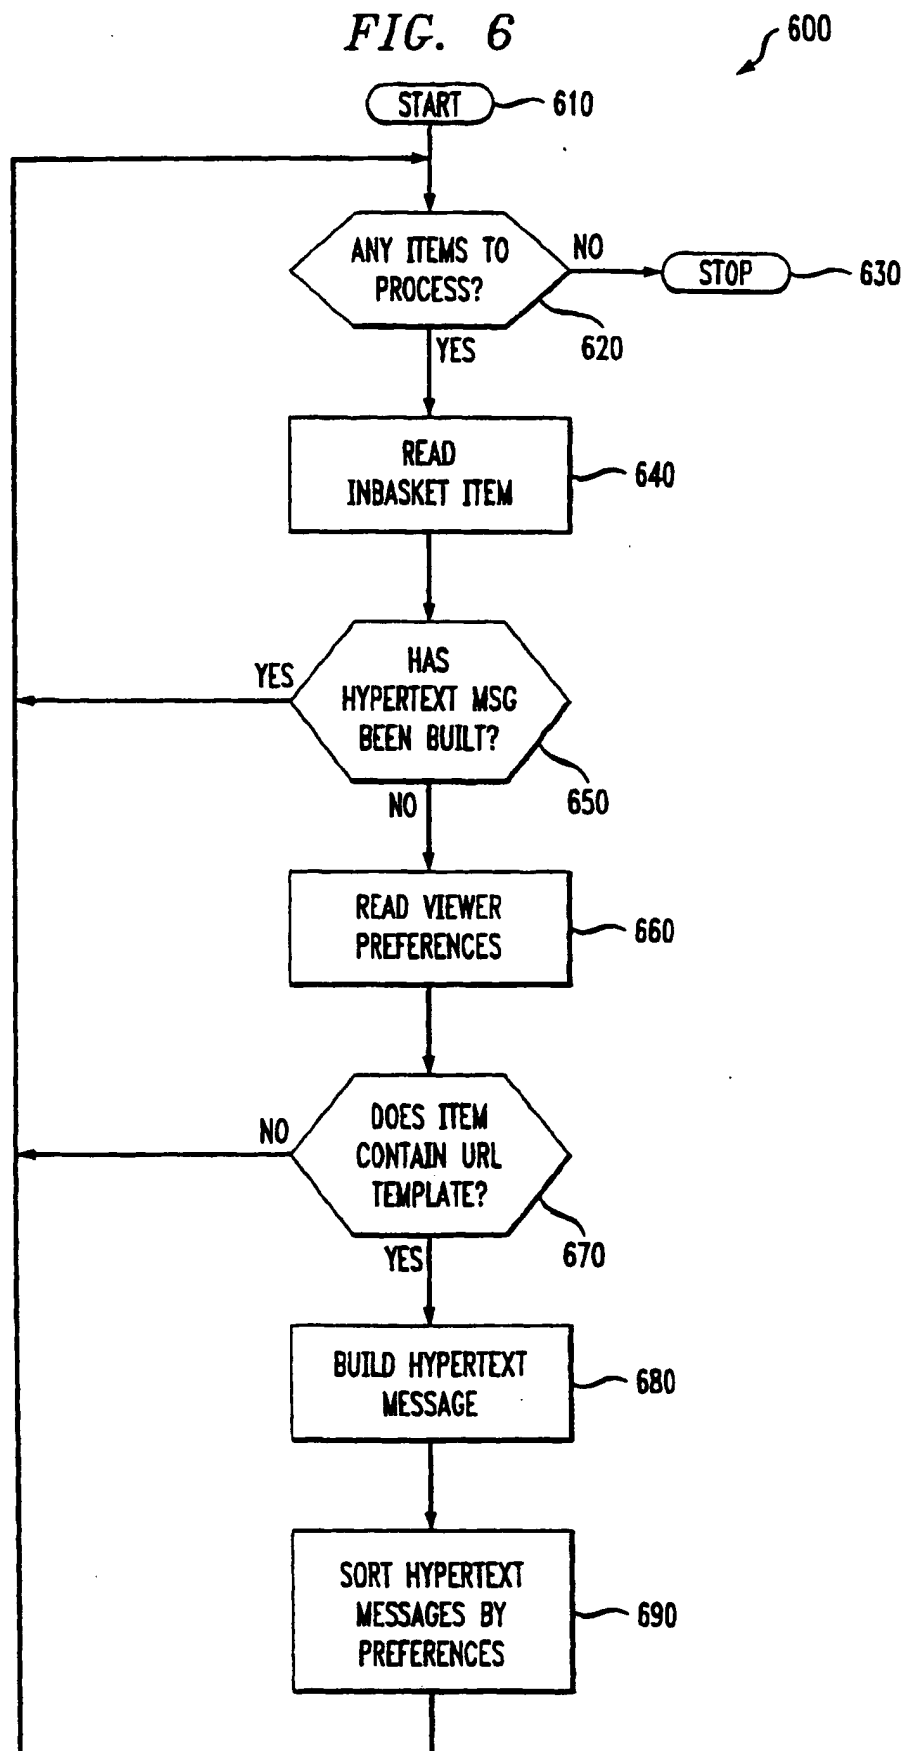 FIG. 6
600
START
610
ANY ITEMS TO
PROCESS?
NO
STOP
630
620
YES
READ
INBASKET ITEM
640
YES
HAS
HYPERTEXT MSG
BEEN BUILT?
650
NO
READ VIEWER
PREFERENCES
660
NO
DOES ITEM
CONTAIN URL
TEMPLATE?
670
YES
BUILD HYPERTEXT
MESSAGE
680
SORT HYPERTEXT
MESSAGES BY
PREFERENCES
690